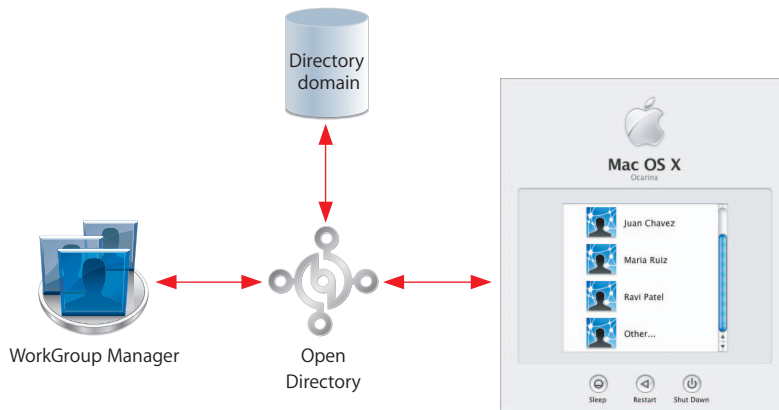 Directory
domain
WorkGroup Manager
Open
Directory
Mac OS X
Ocarina
Juan Chavez
Maria Ruiz
Ravi Patel
Other...
Sleep
Restart
Shut Down